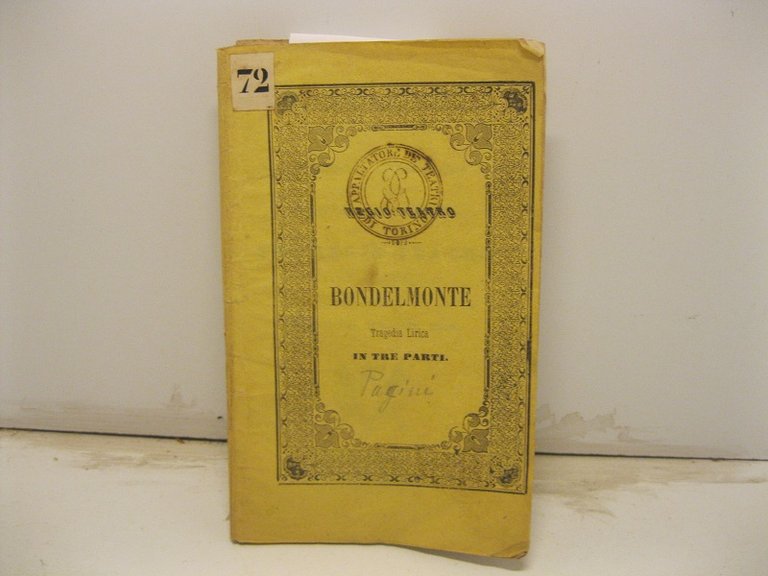 72
APPALTATORE DE' TEATRI
DI TORINO
REGIO TEATRO
BONDELMONTE
Tragedia Lirica
IN TRE PARTI.
Pagini